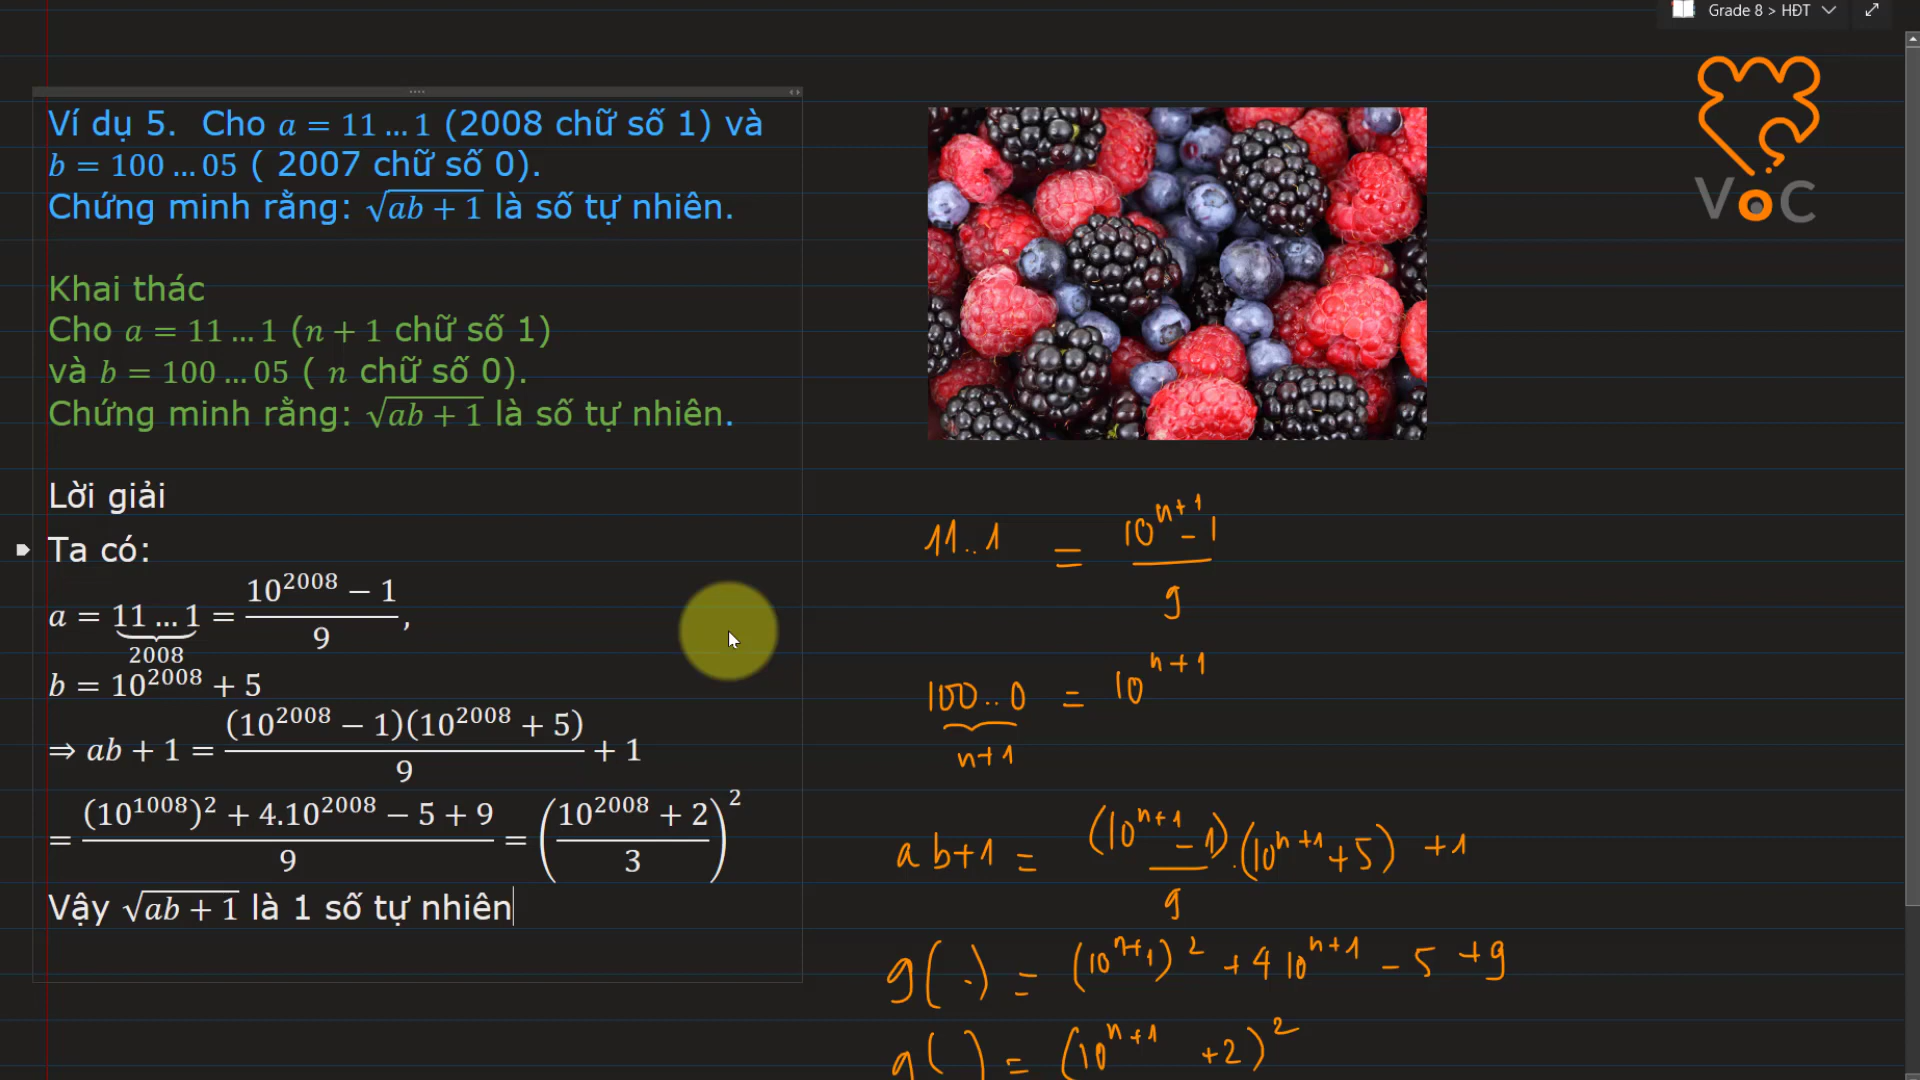 Grade 8 > HĐT
VOC
Ví dụ 5. Cho a = 11 ... 1 (2008 chữ số 1) và
b = 100 ... 05 ( 2007 chữ số 0).
Chứng minh rằng: √(ab + 1) là số tự nhiên.
Khai thác
Cho a = 11 ... 1 (n + 1 chữ số 1)
và b = 100 ... 05 ( n chữ số 0).
Chứng minh rằng: √(ab + 1) là số tự nhiên.
Lời giải
Ta có:
a = 11 ... 1 (2008) = (10^2008 − 1)/9,
b = 10^2008 + 5
⇒ ab + 1 = (10^2008 − 1)(10^2008 + 5)/9 + 1
= ((10^1008)^2 + 4.10^2008 − 5 + 9)/9 = ((10^2008 + 2)/3)^2
Vậy √(ab + 1) là 1 số tự nhiên
11..1 = (10^(n+1) − 1)/9
100..0 (n+1) = 10^(n+1)
ab+1 = (10^(n+1) − 1)/9 . (10^(n+1) + 5) + 1
9( . ) = (10^(n+1))^2 + 4 10^(n+1) − 5 + 9
9( ) = (10^(n+1) + 2)^2